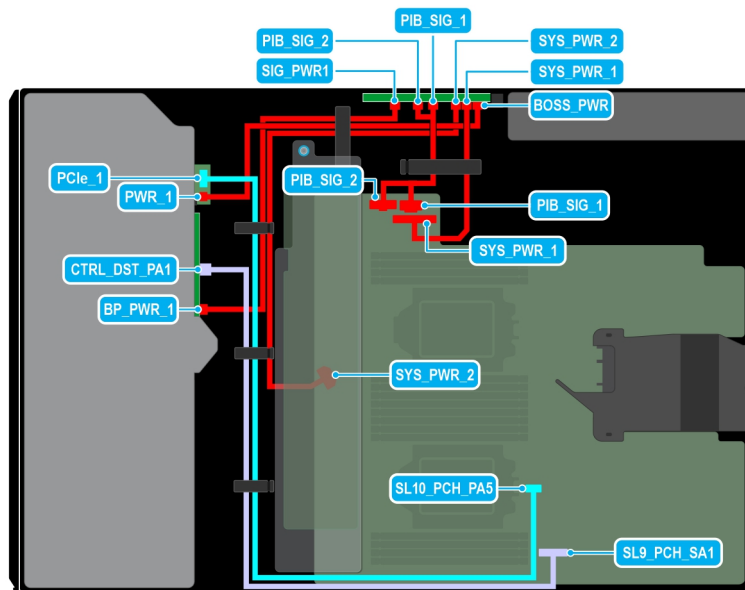 PIB_SIG_1
PIB_SIG_2
SYS_PWR_2
SIG_PWR1
SYS_PWR_1
BOSS_PWR
PCIe_1
PIB_SIG_2
PWR_1
PIB_SIG_1
SYS_PWR_1
CTRL_DST_PA1
BP_PWR_1
SYS_PWR_2
SL10_PCH_PA5
SL9_PCH_SA1